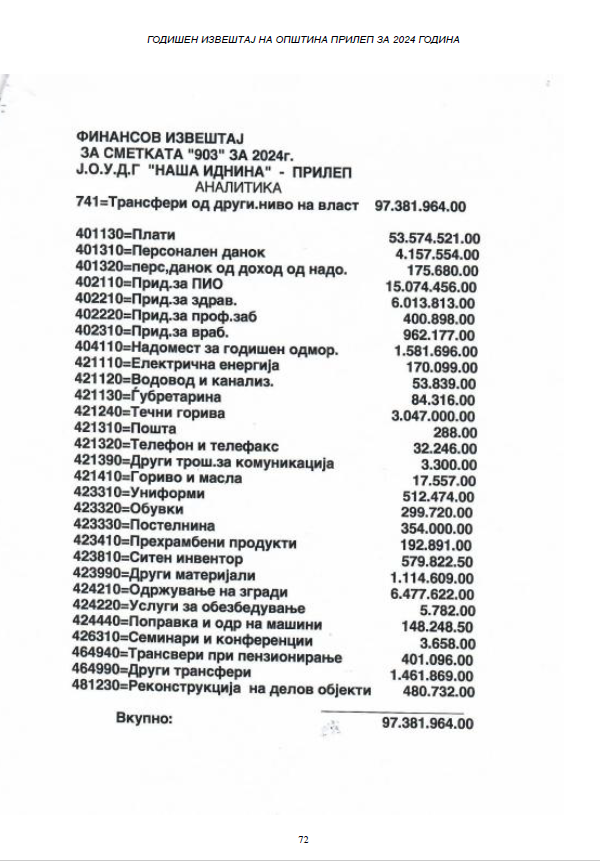 ГОДИШЕН ИЗВЕШТАЈ НА ОПШТИНА ПРИЛЕП ЗА 2024 ГОДИНА
ФИНАНСОВ ИЗВЕШТАЈ
ЗА СМЕТКАТА "903" ЗА 2024г.
Ј.О.У.Д.Г "НАША ИДНИНА" - ПРИЛЕП
АНАЛИТИКА
741=Трансфери од други.ниво на власт 97.381.964.00
401130=Плати 53.574.521.00
401310=Персонален данок 4.157.554.00
401320=перс,данок од доход од надо. 175.680.00
402110=Прид.за ПИО 15.074.456.00
402210=Прид.за здрав. 6.013.813.00
402220=Прид.за проф.заб 400.898.00
402310=Прид.за враб. 962.177.00
404110=Надомест за годишен одмор. 1.581.696.00
421110=Електрична енергија 170.099.00
421120=Водовод и канализ. 53.839.00
421130=Ѓубретарина 84.316.00
421240=Течни горива 3.047.000.00
421310=Пошта 288.00
421320=Телефон и телефакс 32.246.00
421390=Други трош.за комуникација 3.300.00
421410=Гориво и масла 17.557.00
423310=Униформи 512.474.00
423320=Обувки 299.720.00
423330=Постелнина 354.000.00
423410=Прехрамбени продукти 192.891.00
423810=Ситен инвентор 579.822.50
423990=Други материјали 1.114.609.00
424210=Одржување на згради 6.477.622.00
424220=Услуги за обезбедување 5.782.00
424440=Поправка и одр на машини 148.248.50
426310=Семинари и конференции 3.658.00
464940=Трансвери при пензионирање 401.096.00
464990=Други трансфери 1.461.869.00
481230=Реконструкција на делов објекти 480.732.00
Вкупно: 97.381.964.00
72